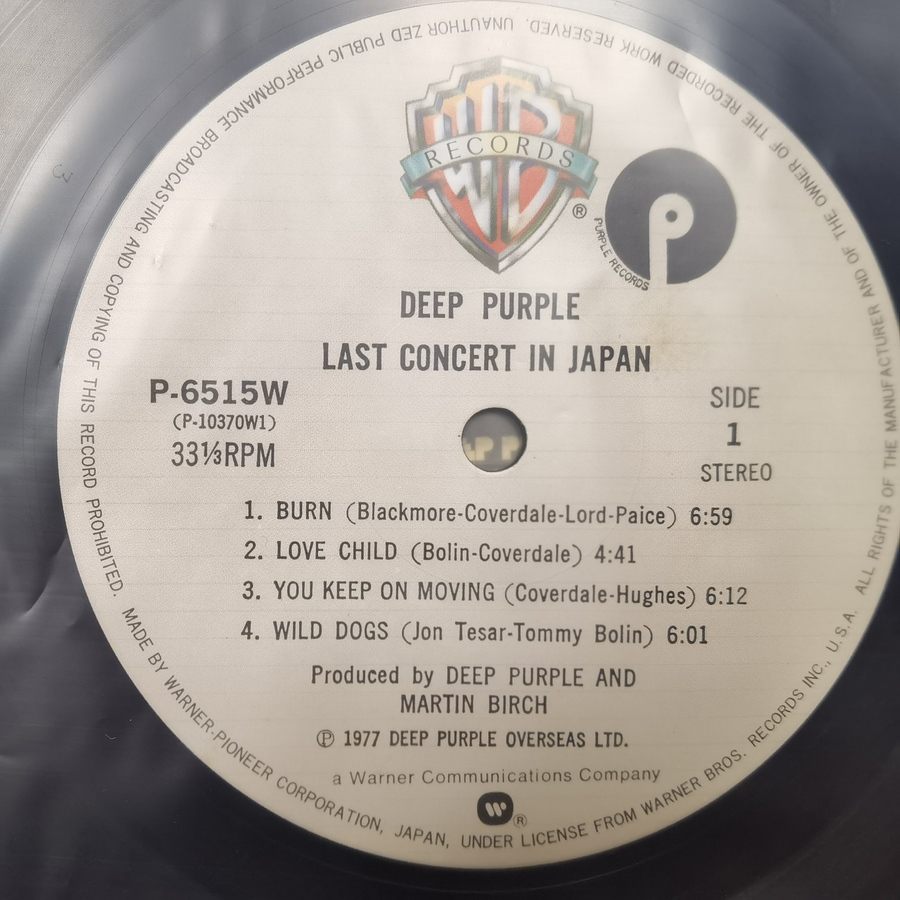 WB
RECORDS
®
P
PURPLE RECORDS
DEEP PURPLE
LAST CONCERT IN JAPAN
P-6515W
(P-10370W1)
33⅓RPM
SIDE
1
STEREO
1. BURN (Blackmore-Coverdale-Lord-Paice) 6:59
2. LOVE CHILD (Bolin-Coverdale) 4:41
3. YOU KEEP ON MOVING (Coverdale-Hughes) 6:12
4. WILD DOGS (Jon Tesar-Tommy Bolin) 6:01
Produced by DEEP PURPLE AND
MARTIN BIRCH
℗ 1977 DEEP PURPLE OVERSEAS LTD.
a Warner Communications Company
®
MADE BY WARNER-PIONEER CORPORATION, JAPAN, UNDER LICENSE FROM WARNER BROS. RECORDS INC., U.S.A. ALL RIGHTS OF THE MANUFACTURER AND OF THE OWNER OF THE RECORDED WORK RESERVED. UNAUTHOR ZED PUBLIC PERFORMANCE BROADCASTING AND COPYING OF THIS RECORD PROHIBITED.